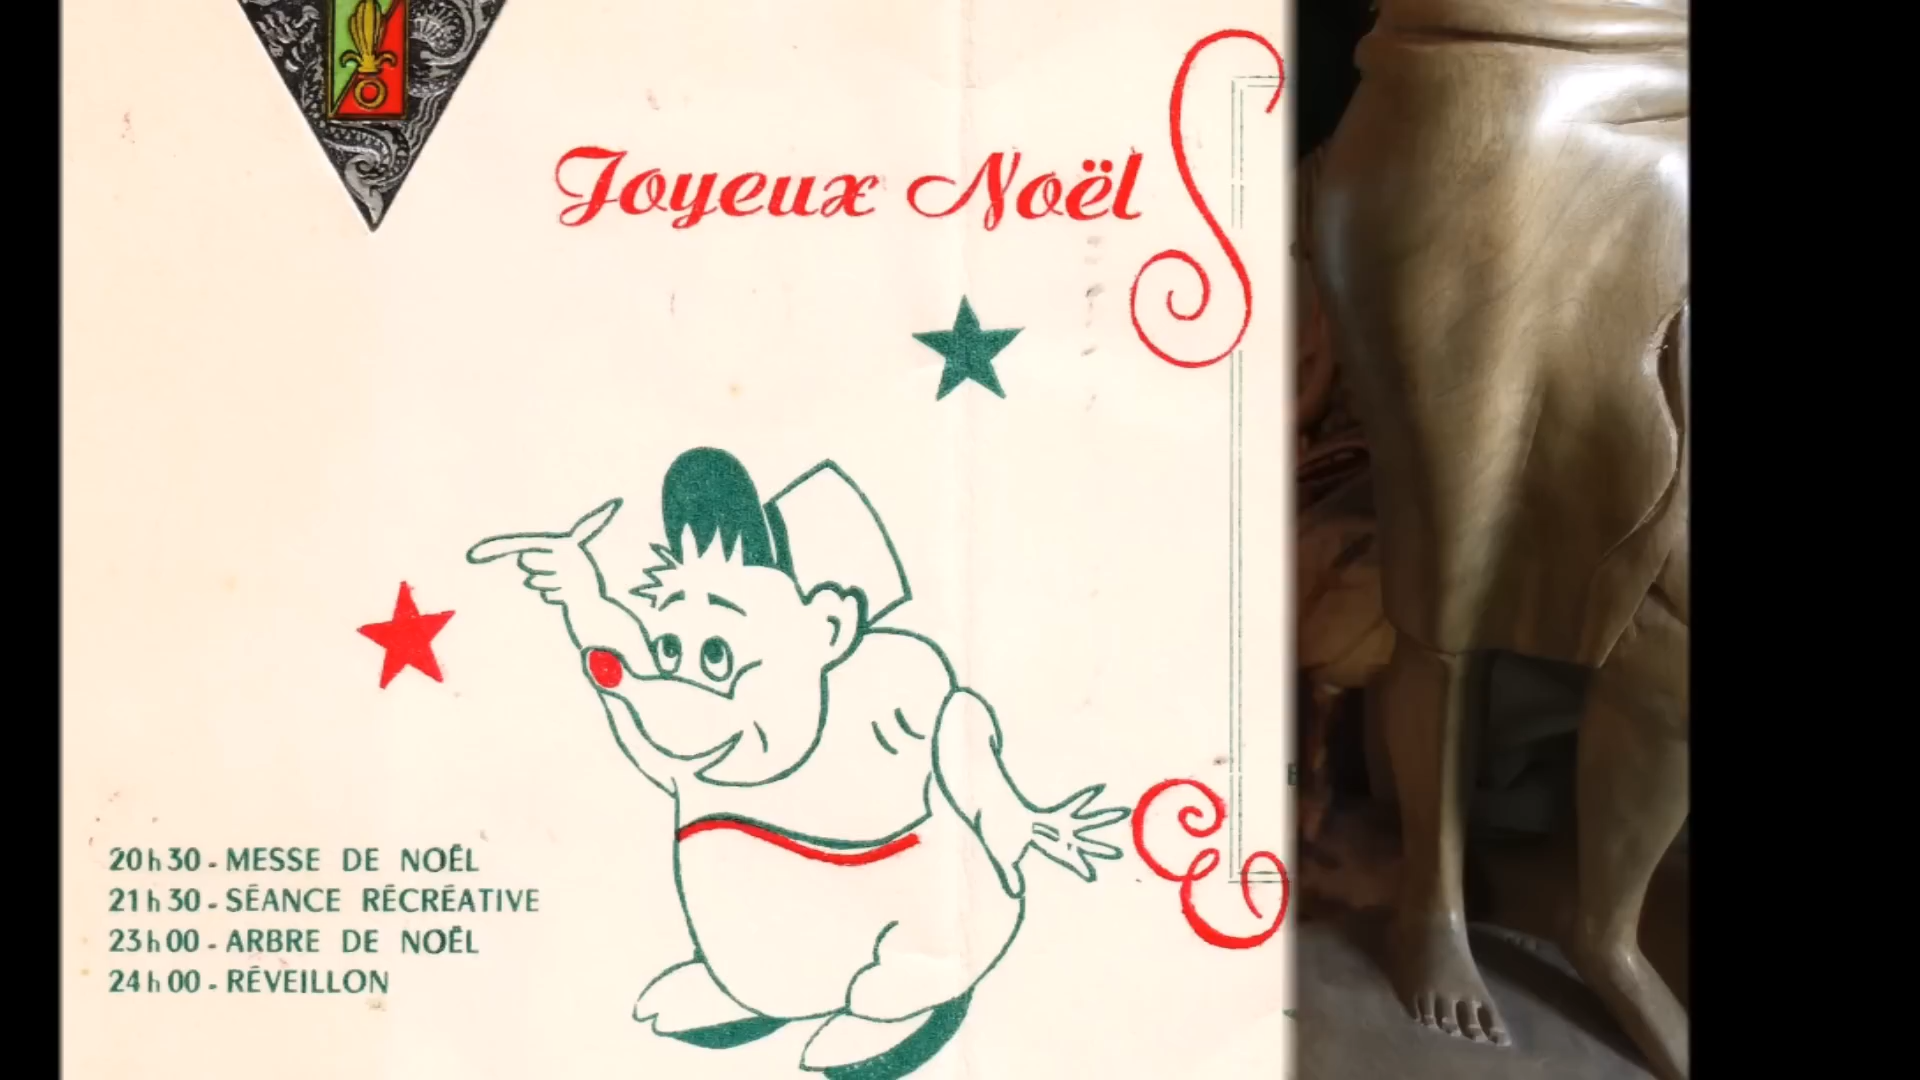 Joyeux Noël
20h30 - MESSE DE NOËL
21h30 - SÉANCE RÉCRÉATIVE
23h00 - ARBRE DE NOËL
24h00 - RÉVEILLON